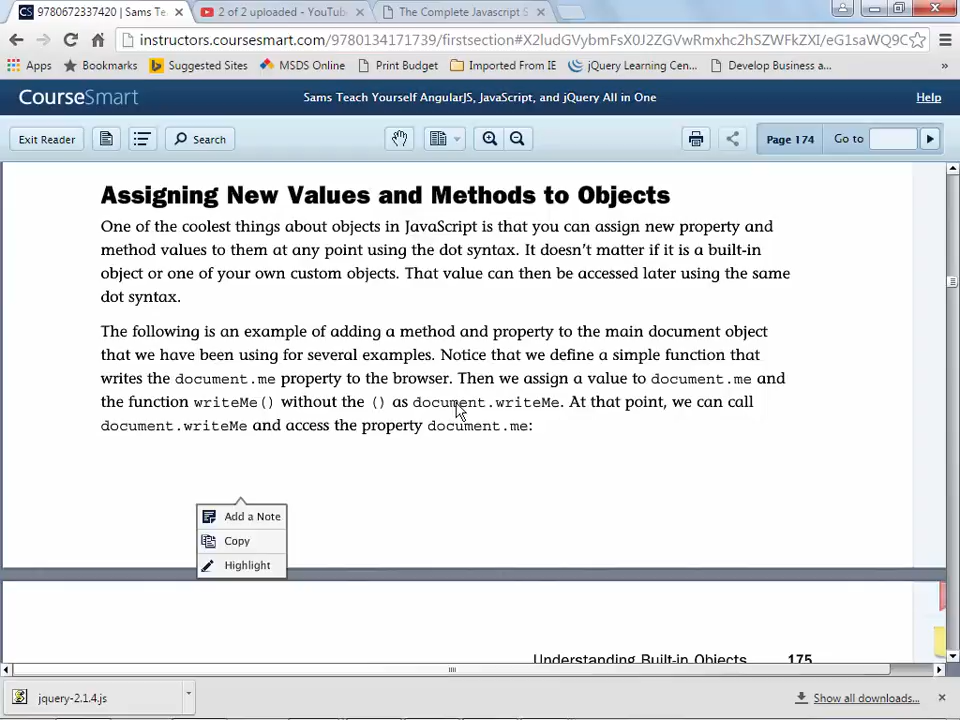 9780672337420 | Sams Te
2 of 2 uploaded - YouTub
The Complete Javascript S
instructors.coursesmart.com/9780134171739/firstsection#X2ludGVybmFsX0J2ZGVwRmxhc2hSZWFkZXI/eG1saWQ9C
Apps Bookmarks Suggested Sites MSDS Online Print Budget Imported From IE jQuery Learning Cen... Develop Business a... »
CourseSmart Sams Teach Yourself AngularJS, JavaScript, and jQuery All in One Help
Exit Reader Search Page 174 Go to
Assigning New Values and Methods to Objects
One of the coolest things about objects in JavaScript is that you can assign new property and
method values to them at any point using the dot syntax. It doesn't matter if it is a built-in
object or one of your own custom objects. That value can then be accessed later using the same
dot syntax.
The following is an example of adding a method and property to the main document object
that we have been using for several examples. Notice that we define a simple function that
writes the document.me property to the browser. Then we assign a value to document.me and
the function writeMe() without the () as document.writeMe. At that point, we can call
document.writeMe and access the property document.me:
Add a Note
Copy
Highlight
Understanding Built-in Objects 175
jquery-2.1.4.js Show all downloads...